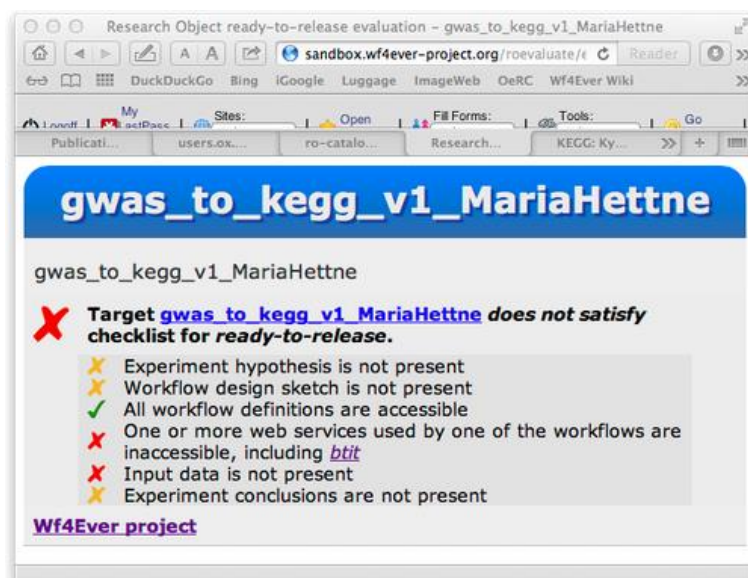 Research Object ready-to-release evaluation - gwas_to_kegg_v1_MariaHettne
A A sandbox.wf4ever-project.org/roevaluate/e Reader
DuckDuckGo Bing iGoogle Luggage ImageWeb OeRC Wf4Ever Wiki
Logoff My LastPass Sites: Open Fill Forms: Tools: Go
Publicati... users.ox.... ro-catalo... Research... KEGG: Ky...
gwas_to_kegg_v1_MariaHettne
gwas_to_kegg_v1_MariaHettne
Target gwas_to_kegg_v1_MariaHettne does not satisfy
checklist for ready-to-release.
Experiment hypothesis is not present
Workflow design sketch is not present
All workflow definitions are accessible
One or more web services used by one of the workflows are
inaccessible, including btit
Input data is not present
Experiment conclusions are not present
Wf4Ever project